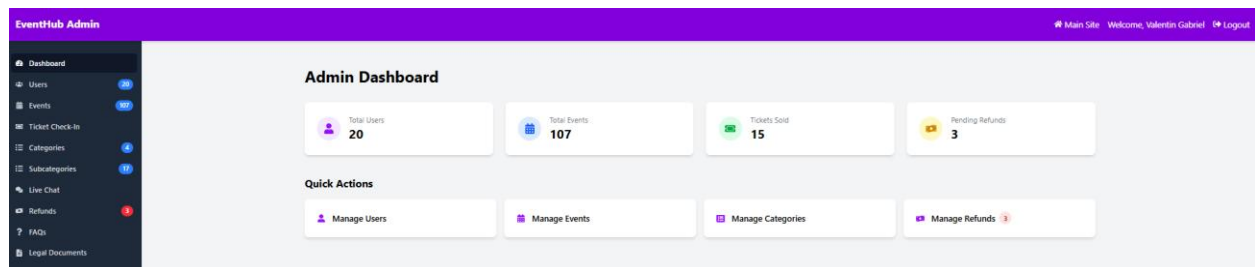 EventHub Admin
Main Site Welcome, Valentin Gabriel Logout
Dashboard
Users 20
Events 107
Ticket Check-In
Categories 4
Subcategories 17
Live Chat
Refunds 3
FAQs
Legal Documents
Admin Dashboard
Total Users
20
Total Events
107
Tickets Sold
15
Pending Refunds
3
Quick Actions
Manage Users
Manage Events
Manage Categories
Manage Refunds 3